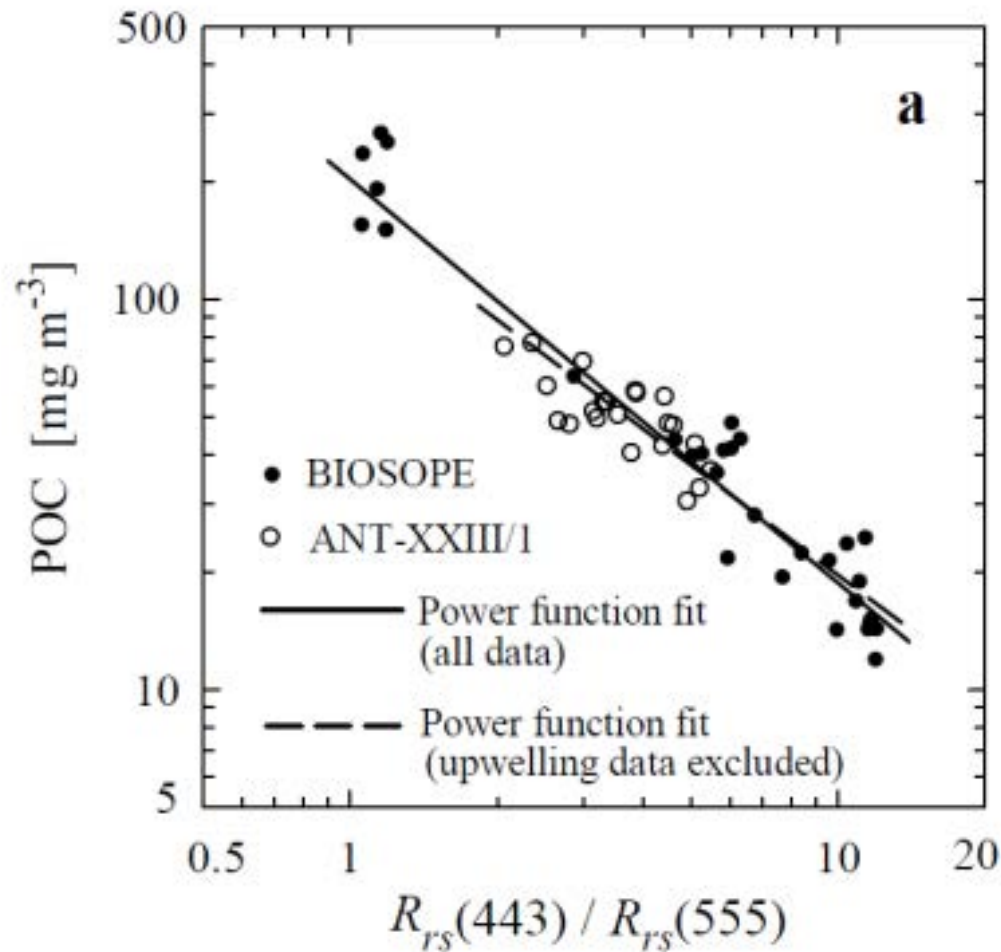 500
a
100
POC [mg m⁻³]
BIOSOPE
ANT-XXIII/1
Power function fit
(all data)
10
Power function fit
(upwelling data excluded)
5
0.5 1 10 20
Rrs(443) / Rrs(555)